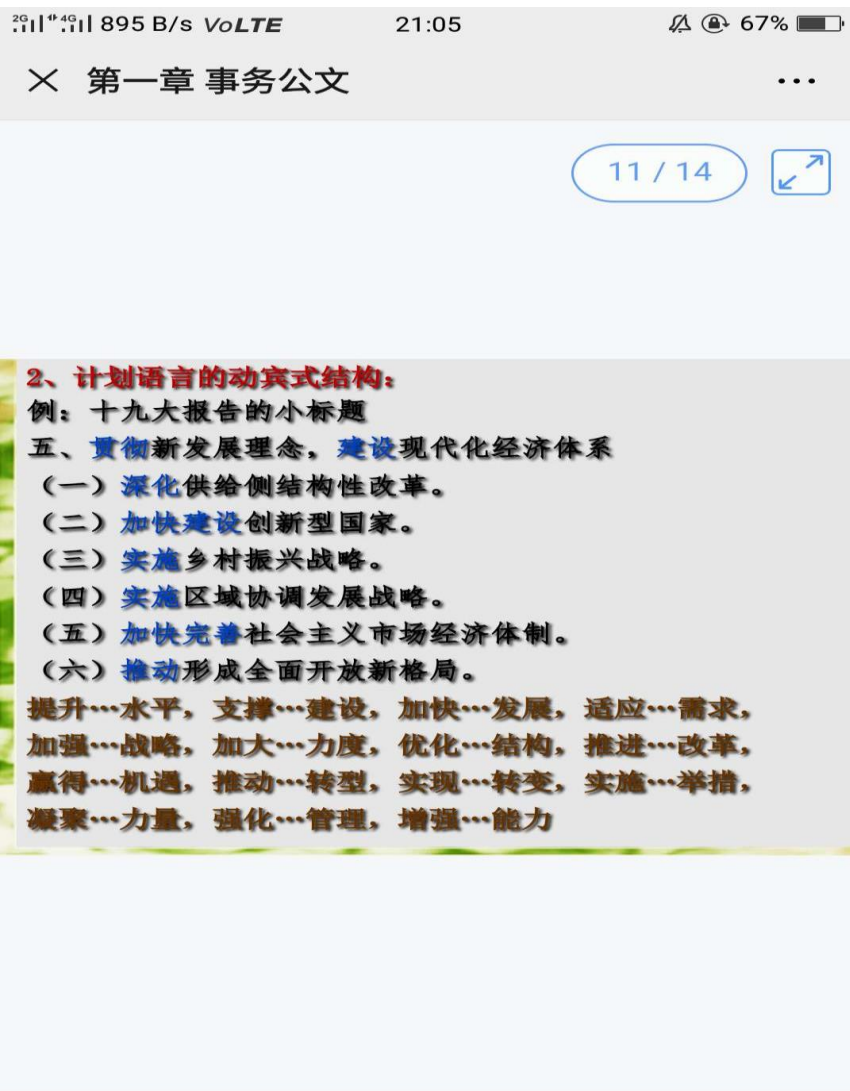 2G 4G 895 B/s VoLTE 21:05 67%
第一章 事务公文
11 / 14
2、计划语言的动宾式结构：
例：十九大报告的小标题
五、贯彻新发展理念，建设现代化经济体系
（一）深化供给侧结构性改革。
（二）加快建设创新型国家。
（三）实施乡村振兴战略。
（四）实施区域协调发展战略。
（五）加快完善社会主义市场经济体制。
（六）推动形成全面开放新格局。
提升…水平，支撑…建设，加快…发展，适应…需求，
加强…战略，加大…力度，优化…结构，推进…改革，
赢得…机遇，推动…转型，实现…转变，实施…举措，
凝聚…力量，强化…管理，增强…能力